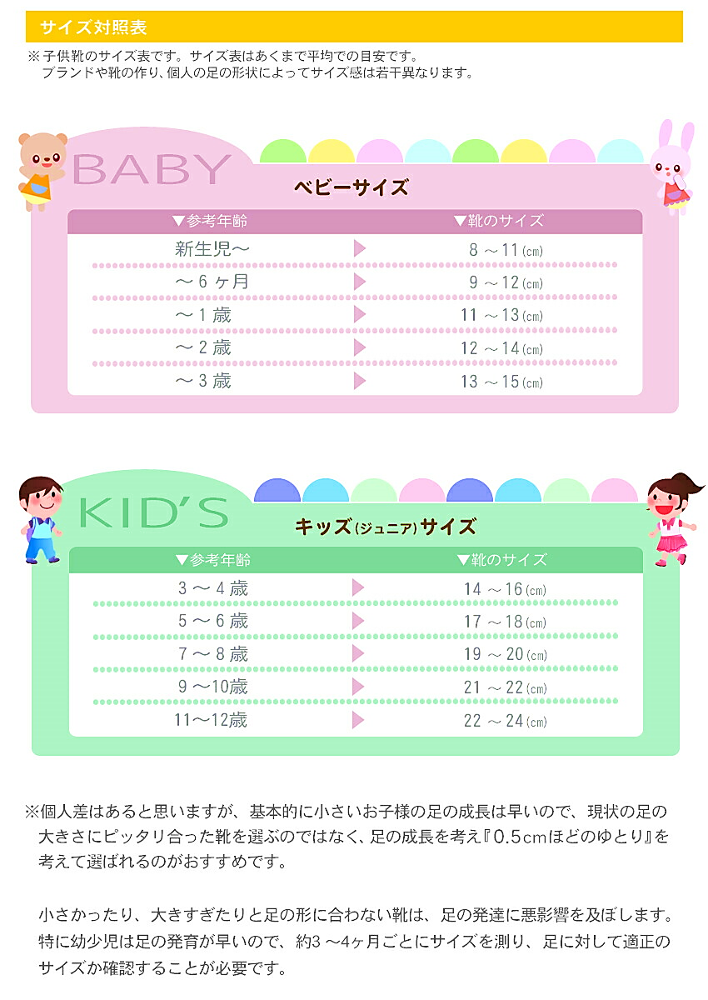 サイズ対照表
※ 子供靴のサイズ表です。サイズ表はあくまで平均での目安です。
ブランドや靴の作り、個人の足の形状によってサイズ感は若干異なります。
BABY
ベビーサイズ
▼参考年齢 ▼靴のサイズ
新生児〜 ▶ 8 〜 11 (cm)
〜 6 ヶ月 ▶ 9 〜 12 (cm)
〜 1 歳 ▶ 11 〜 13 (cm)
〜 2 歳 ▶ 12 〜 14 (cm)
〜 3 歳 ▶ 13 〜 15 (cm)
KID’S
キッズ(ジュニア)サイズ
▼参考年齢 ▼靴のサイズ
3 〜 4 歳 ▶ 14 〜 16 (cm)
5 〜 6 歳 ▶ 17 〜 18 (cm)
7 〜 8 歳 ▶ 19 〜 20 (cm)
9 〜10歳 ▶ 21 〜 22 (cm)
11〜12歳 ▶ 22 〜 24 (cm)
※個人差はあると思いますが、基本的に小さいお子様の足の成長は早いので、現状の足の
大きさにピッタリ合った靴を選ぶのではなく、足の成長を考え『0.5cmほどのゆとり』を
考えて選ばれるのがおすすめです。
小さかったり、大きすぎたりと足の形に合わない靴は、足の発達に悪影響を及ぼします。
特に幼少児は足の発育が早いので、約3 〜4ヶ月ごとにサイズを測り、足に対して適正の
サイズか確認することが必要です。